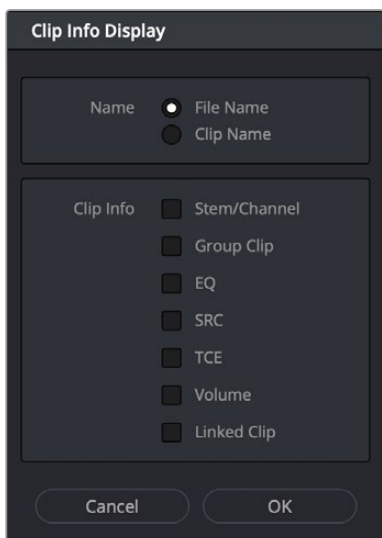 Clip Info Display
Name File Name
Clip Name
Clip Info Stem/Channel
Group Clip
EQ
SRC
TCE
Volume
Linked Clip
Cancel OK